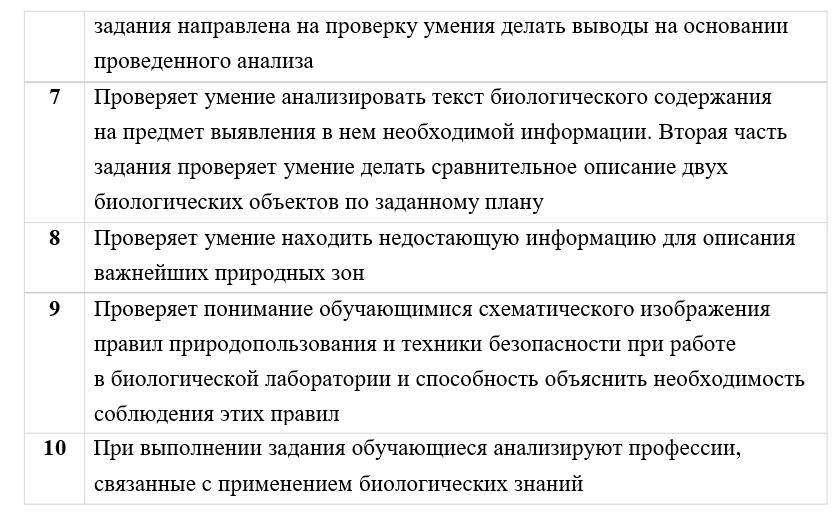 задания направлена на проверку умения делать выводы на основании
проведенного анализа
7 Проверяет умение анализировать текст биологического содержания
на предмет выявления в нем необходимой информации. Вторая часть
задания проверяет умение делать сравнительное описание двух
биологических объектов по заданному плану
8 Проверяет умение находить недостающую информацию для описания
важнейших природных зон
9 Проверяет понимание обучающимися схематического изображения
правил природопользования и техники безопасности при работе
в биологической лаборатории и способность объяснить необходимость
соблюдения этих правил
10 При выполнении задания обучающиеся анализируют профессии,
связанные с применением биологических знаний